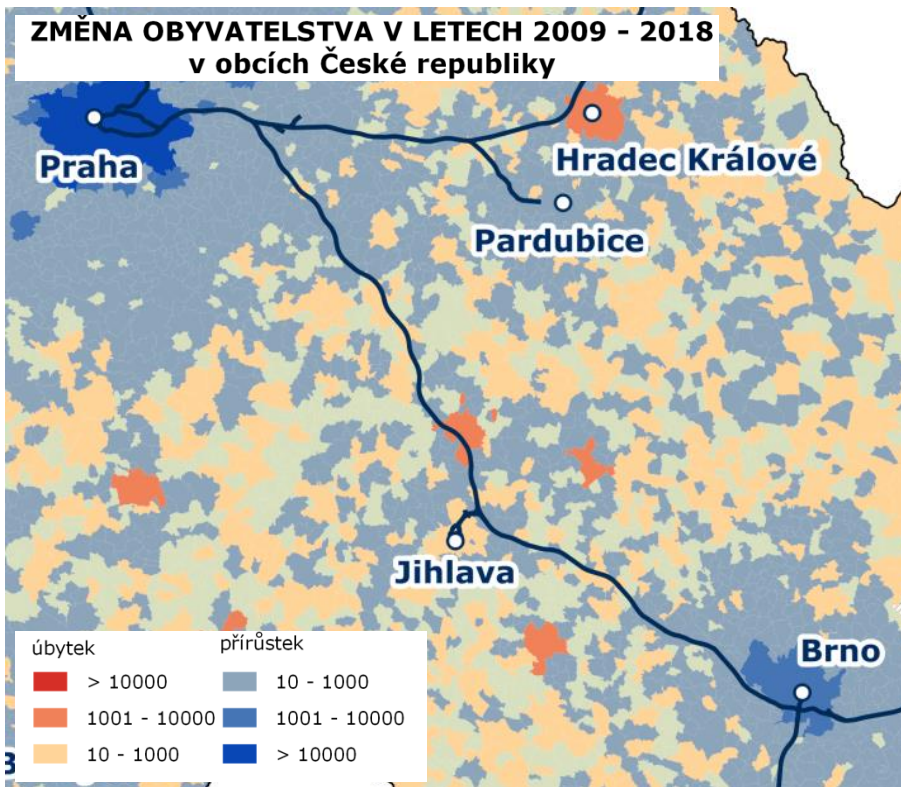 ZMĚNA OBYVATELSTVA V LETECH 2009 - 2018
v obcích České republiky
Praha
Hradec Králové
Pardubice
Jihlava
Brno
úbytek
> 10000
1001 - 10000
10 - 1000
přírůstek
10 - 1000
1001 - 10000
> 10000